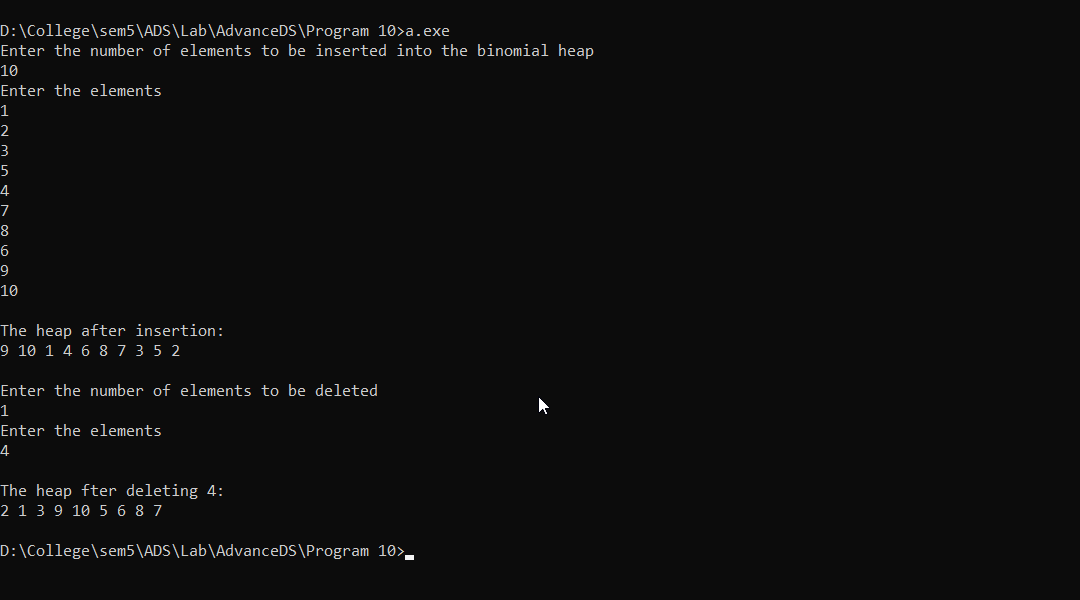 D:\College\sem5\ADS\Lab\AdvanceDS\Program 10>a.exe
Enter the number of elements to be inserted into the binomial heap
10
Enter the elements
1
2
3
5
4
7
8
6
9
10
The heap after insertion:
9 10 1 4 6 8 7 3 5 2
Enter the number of elements to be deleted
1
Enter the elements
4
The heap fter deleting 4:
2 1 3 9 10 5 6 8 7
D:\College\sem5\ADS\Lab\AdvanceDS\Program 10>